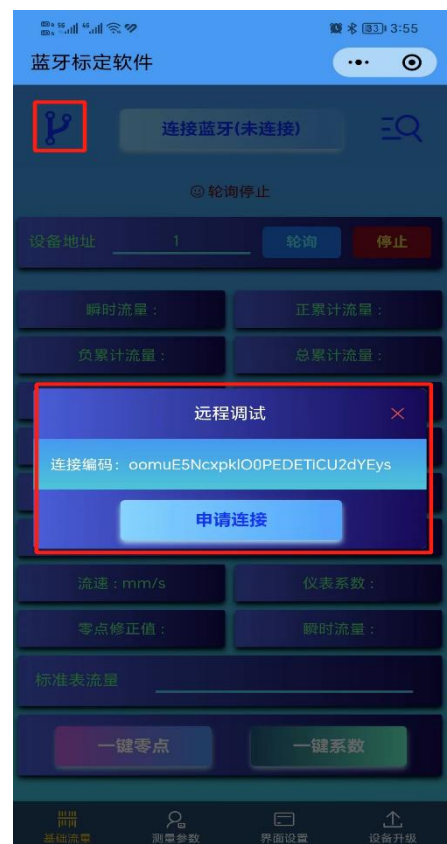 3:55
蓝牙标定软件
连接蓝牙(未连接)
轮询停止
设备地址 1 轮询 停止
瞬时流量： 正累计流量：
负累计流量： 总累计流量：
远程调试
连接编码：oomuE5NcxpklO0PEDETiCU2dYEys
申请连接
流速：mm/s 仪表系数：
零点修正值： 瞬时流量：
标准表流量
一键零点 一键系数
基础流量 测量参数 界面设置 设备升级